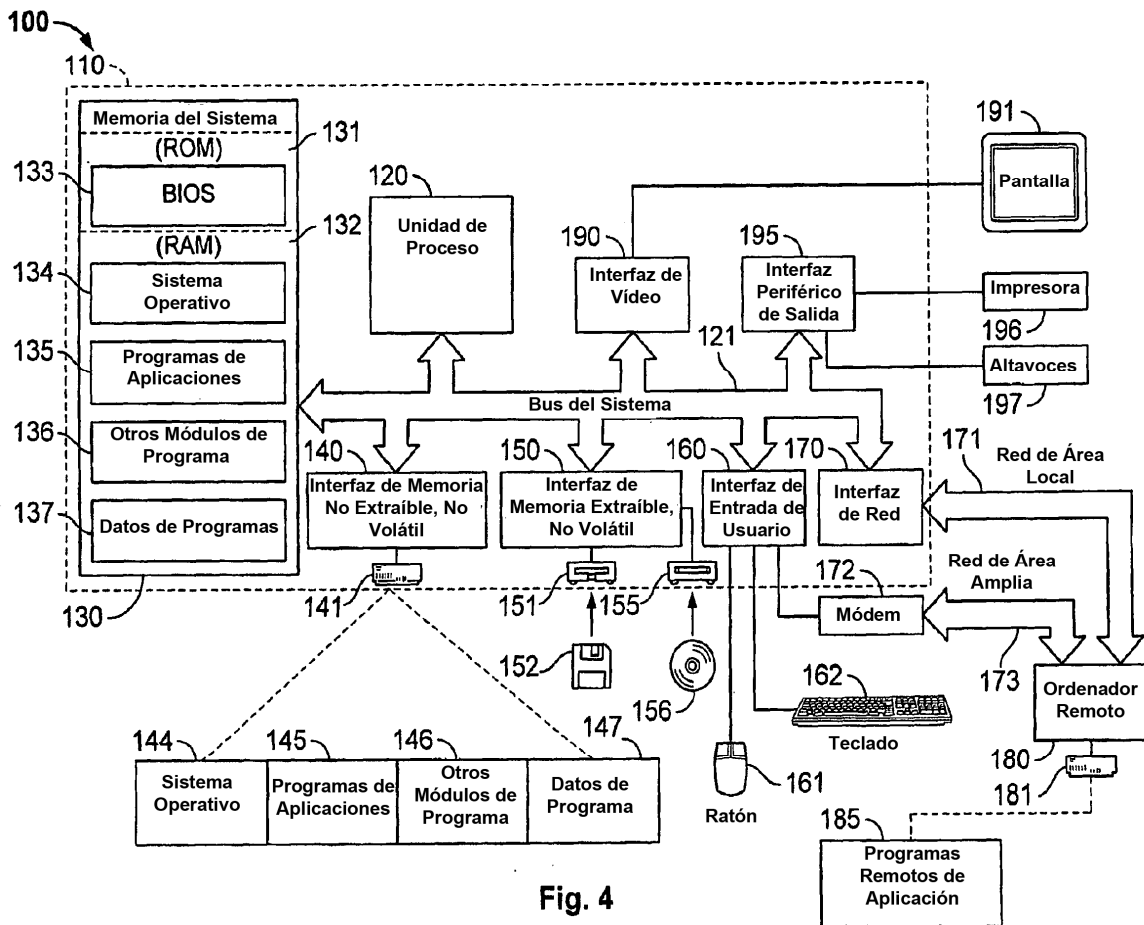 100
110
Memoria del Sistema
(ROM)
131
133
BIOS
(RAM)
132
134
Sistema
Operativo
135
Programas de
Aplicaciones
136
Otros Módulos de
Programa
137
Datos de Programas
130
120
Unidad de
Proceso
190
Interfaz de
Vídeo
195
Interfaz
Periférico
de Salida
191
Pantalla
Impresora
196
Altavoces
197
121
Bus del Sistema
140
Interfaz de Memoria
No Extraíble, No
Volátil
150
Interfaz de
Memoria Extraíble,
No Volátil
160
Interfaz de
Entrada de
Usuario
170
Interfaz
de Red
171
Red de Área
Local
Red de Área
Amplia
172
Módem
173
141
151
155
152
156
162
Teclado
161
Ratón
Ordenador
Remoto
180
181
185
Programas
Remotos de
Aplicación
144
Sistema
Operativo
145
Programas de
Aplicaciones
146
Otros
Módulos de
Programa
147
Datos de
Programa
Fig. 4